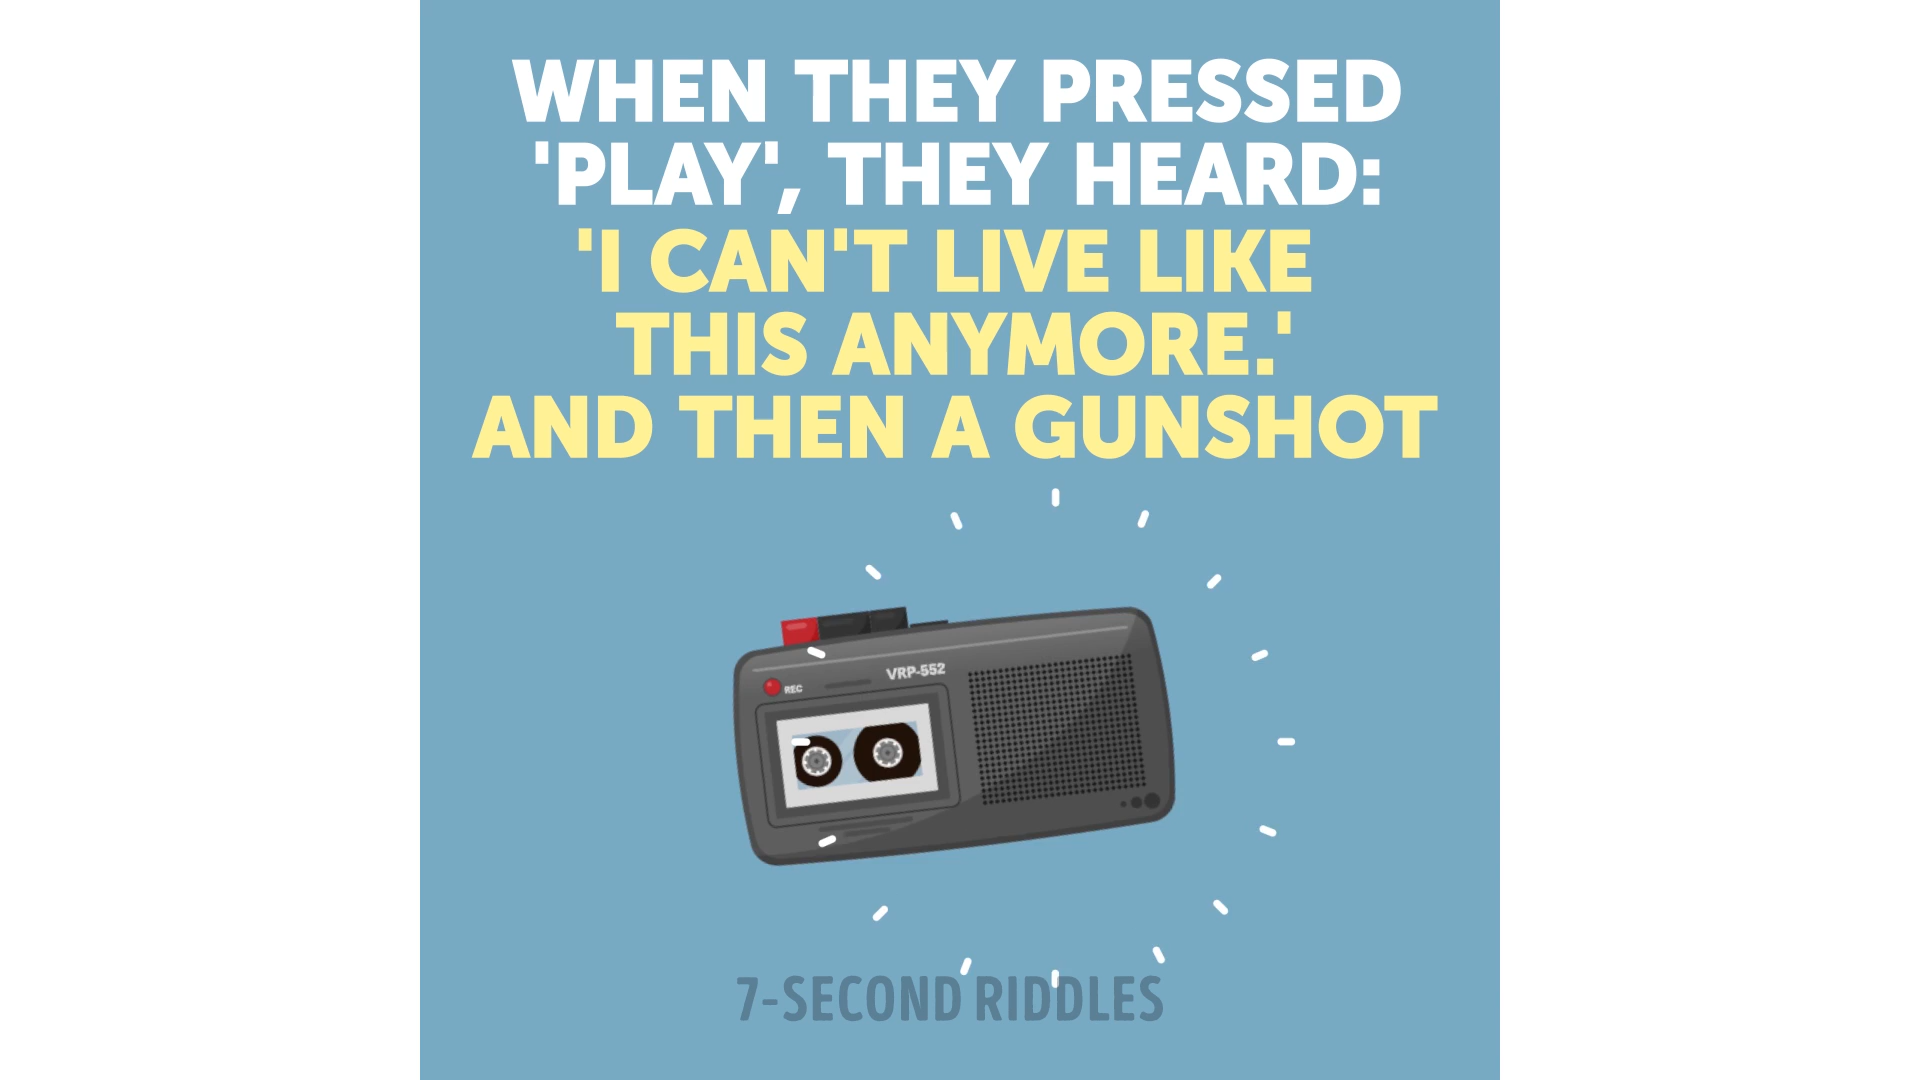 WHEN THEY PRESSED
'PLAY', THEY HEARD:
'I CAN'T LIVE LIKE
THIS ANYMORE.'
AND THEN A GUNSHOT
VRP-552
REC
7-SECOND RIDDLES